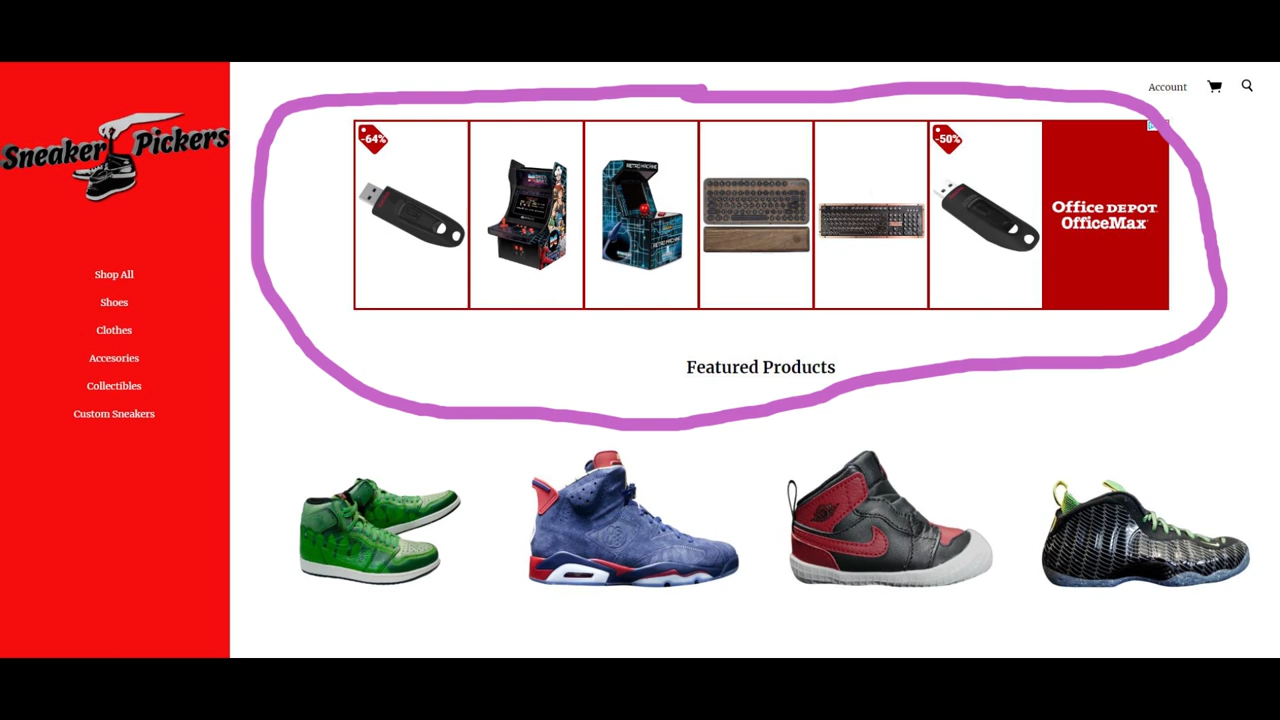 Account
Sneaker Pickers
-64%
-50%
Office DEPOT
OfficeMax
Shop All
Shoes
Clothes
Accesories
Collectibles
Custom Sneakers
Featured Products